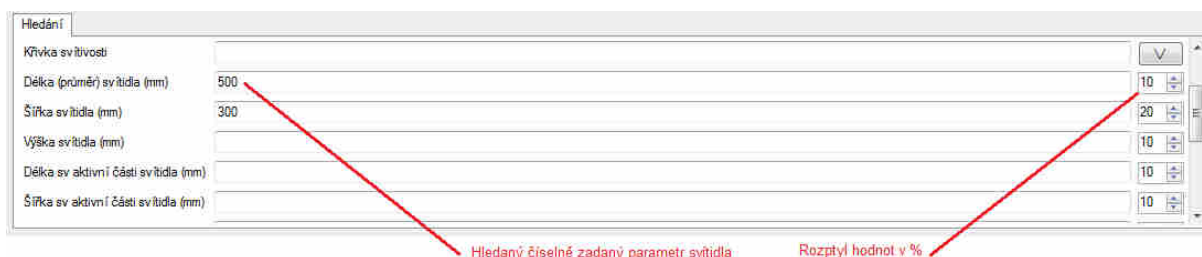 Hledání
Křivka svítivosti V
Délka (průměr) svítidla (mm) 500 10
Šířka svítidla (mm) 300 20
Výška svítidla (mm) 10
Délka sv aktivní části svítidla (mm) 10
Šířka sv aktivní části svítidla (mm) 10
Hledaný číselně zadaný parametr svítidla Rozptyl hodnot v %